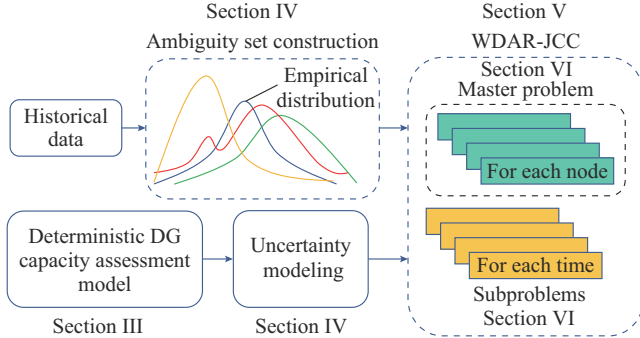 Section IV
Ambiguity set construction
Empirical
distribution
Historical
data
Section V
WDAR-JCC
Section VI
Master problem
For each node
For each time
Subproblems
Section VI
Deterministic DG
capacity assessment
model
Section III
Uncertainty
modeling
Section IV